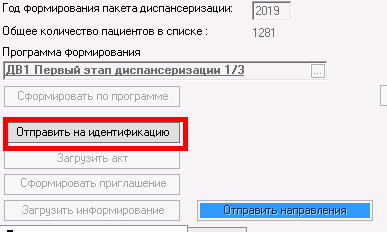 Год формирования пакета диспансеризации: 2019
Общее количество пациентов в списке : 1281
Программа формирования
ДВ1 Первый этап диспансеризации 1/3 ...
Сформировать по программе
Отправить на идентификацию
Загрузить акт
Сформировать приглашение
Загрузить информирование Отправить направления